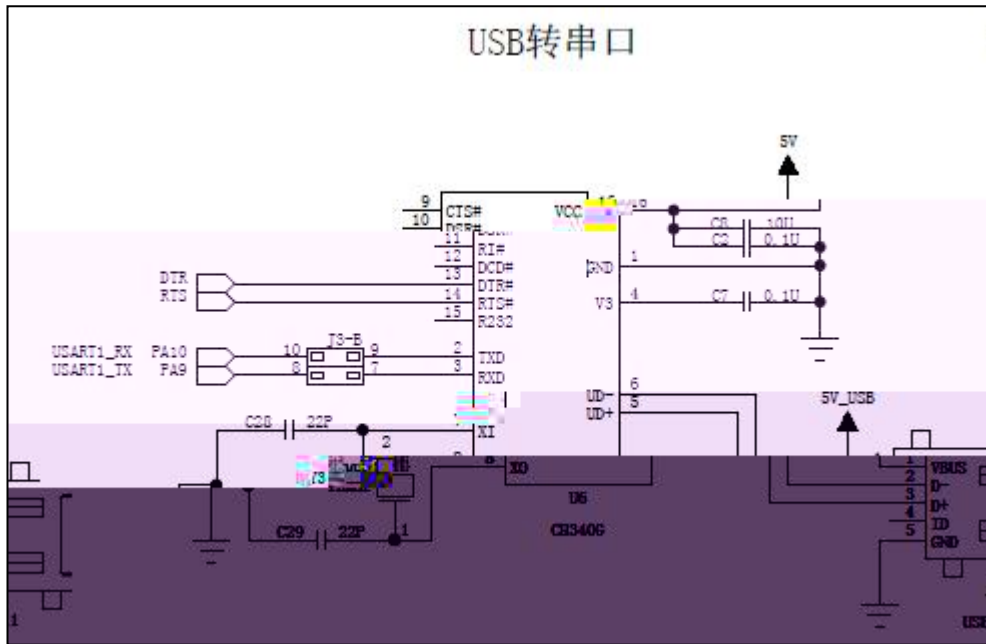 USB转串口
5V
9 CTS# VCC
10
C8 10U
C2 0.1U
11 RI#
12 DCD# GND 1
DTR 13 DTR#
RTS 14 RTS# V3 4 C7 0.1U
15 R232
J3-B
USART1_RX PA10 10 9 2 TXD
USART1_TX PA9 8 7 3 RXD
UD- 6
UD+ 5
5V_USB
C28 22P
2
XI
8 XO
1 VBUS
2 D-
3 D+
4 ID
5 GND
U6
C29 22P 1
CH340G
1
USB